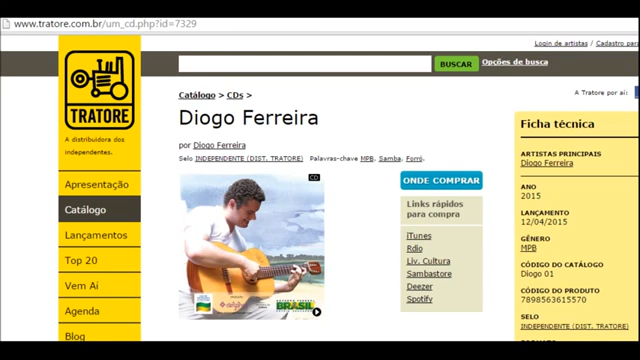 www.tratore.com.br/um_cd.php?id=7329
Login de artistas / Cadastro par
BUSCAR
Opções de busca
TRATORE
A distribuidora dos
independentes.
Apresentação
Catálogo
Lançamentos
Top 20
Vem Aí
Agenda
Blog
A Tratore por aí:
Catálogo > CDs >
Diogo Ferreira
por Diogo Ferreira
Selo INDEPENDENTE (DIST. TRATORE) Palavras-chave MPB, Samba, Forró.
CD
BRASIL
ONDE COMPRAR
Links rápidos
para compra
iTunes
Rdio
Liv. Cultura
Sambastore
Deezer
Spotify
Ficha técnica
ARTISTAS PRINCIPAIS
Diogo Ferreira
ANO
2015
LANÇAMENTO
12/04/2015
GÊNERO
MPB
CÓDIGO DO CATÁLOGO
Diogo 01
CÓDIGO DO PRODUTO
7898563615570
SELO
INDEPENDENTE (DIST. TRATORE)